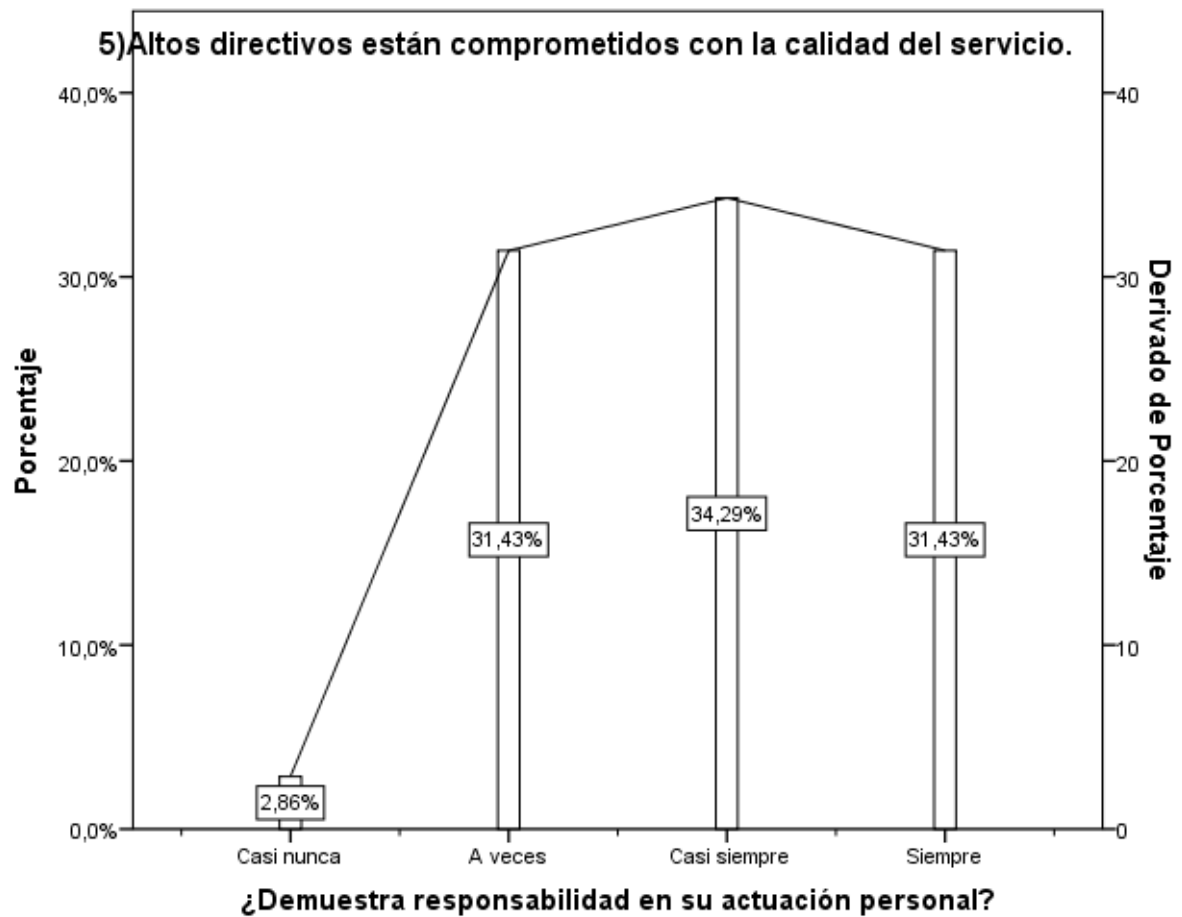 5)Altos directivos están comprometidos con la calidad del servicio.
40,0%
40
30,0%
30
Porcentaje
Derivado de Porcentaje
20,0%
20
34,29%
31,43%
31,43%
10,0%
10
2,86%
0,0%
0
Casi nunca
A veces
Casi siempre
Siempre
¿Demuestra responsabilidad en su actuación personal?